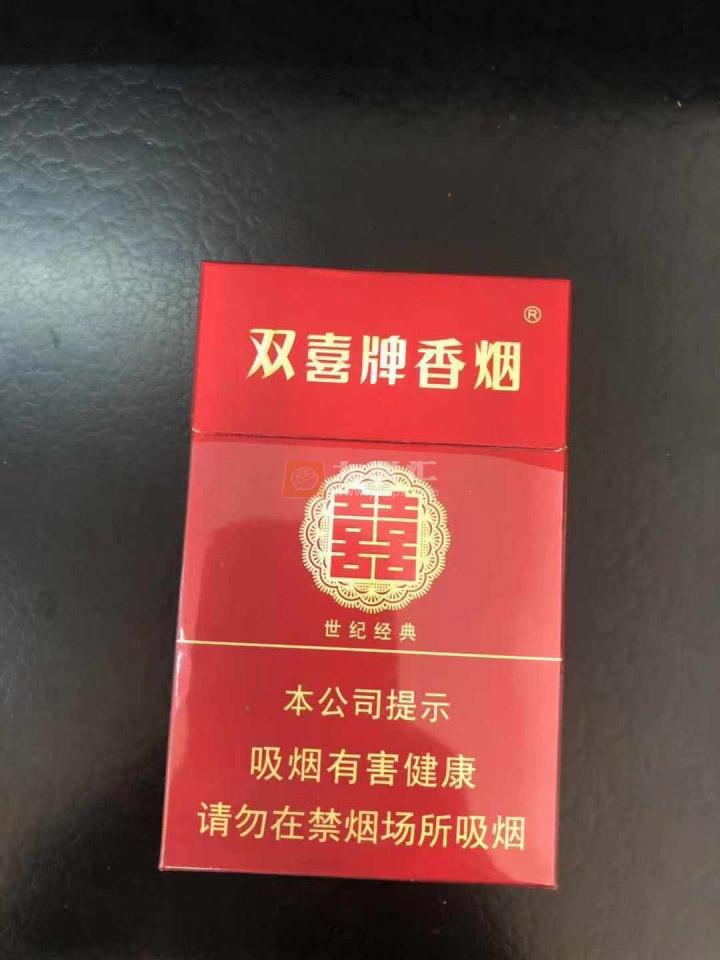 双喜牌香烟
®
囍
世纪经典
本公司提示
吸烟有害健康
请勿在禁烟场所吸烟